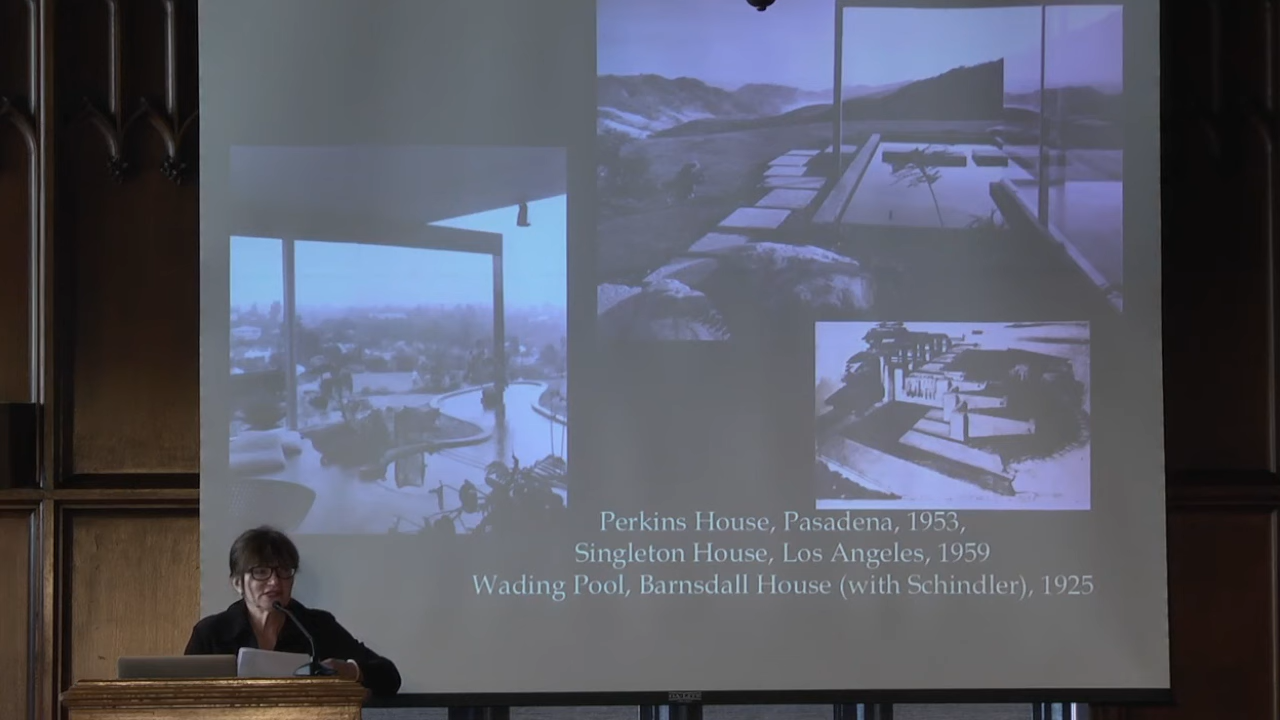 Perkins House, Pasadena, 1953,
Singleton House, Los Angeles, 1959
Wading Pool, Barnsdall House (with Schindler), 1925